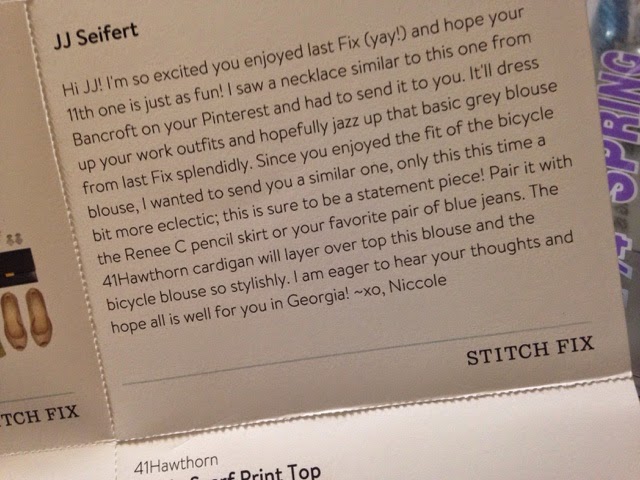 JJ Seifert
Hi JJ! I'm so excited you enjoyed last Fix (yay!) and hope your
11th one is just as fun! I saw a necklace similar to this one from
Bancroft on your Pinterest and had to send it to you. It'll dress
up your work outfits and hopefully jazz up that basic grey blouse
from last Fix splendidly. Since you enjoyed the fit of the bicycle
blouse, I wanted to send you a similar one, only this this time a
bit more eclectic; this is sure to be a statement piece! Pair it with
the Renee C pencil skirt or your favorite pair of blue jeans. The
41Hawthorn cardigan will layer over top this blouse and the
bicycle blouse so stylishly. I am eager to hear your thoughts and
hope all is well for you in Georgia! ~xo, Niccole
STITCH FIX
TCH FIX
41Hawthorn
Print Top
SPRING